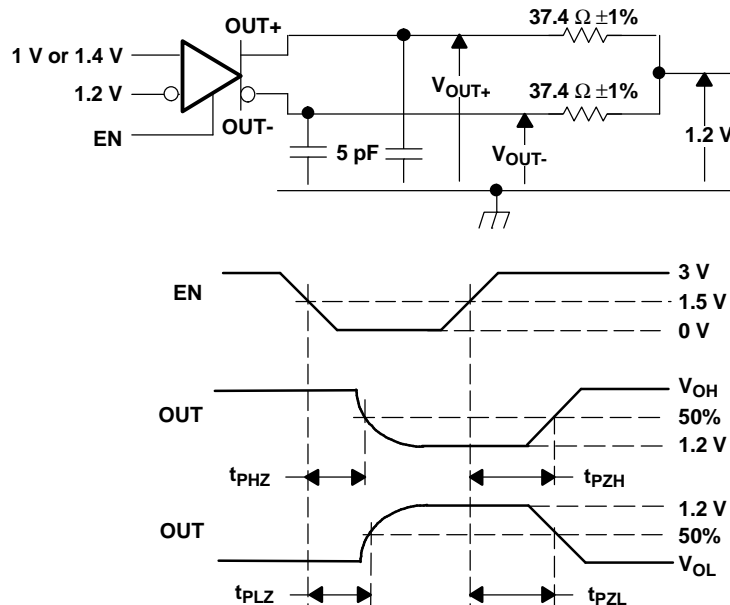 OUT+
37.4 Ω ±1%
1 V or 1.4 V
V_OUT+
37.4 Ω ±1%
1.2 V
OUT-
EN
5 pF
V_OUT-
1.2 V
EN
3 V
1.5 V
0 V
OUT
V_OH
50%
1.2 V
t_PHZ
t_PZH
OUT
1.2 V
50%
V_OL
t_PLZ
t_PZL